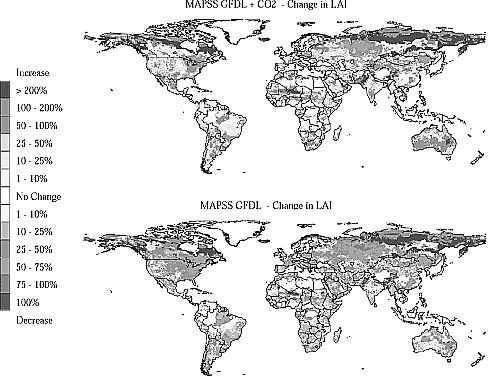 MAPSS GFDL + CO2 - Change in LAI
Increase
> 200%
100 - 200%
50 - 100%
25 - 50%
10 - 25%
1 - 10%
No Change
1 - 10%
10 - 25%
25 - 50%
50 - 75%
75 - 100%
100%
Decrease
MAPSS GFDL - Change in LAI